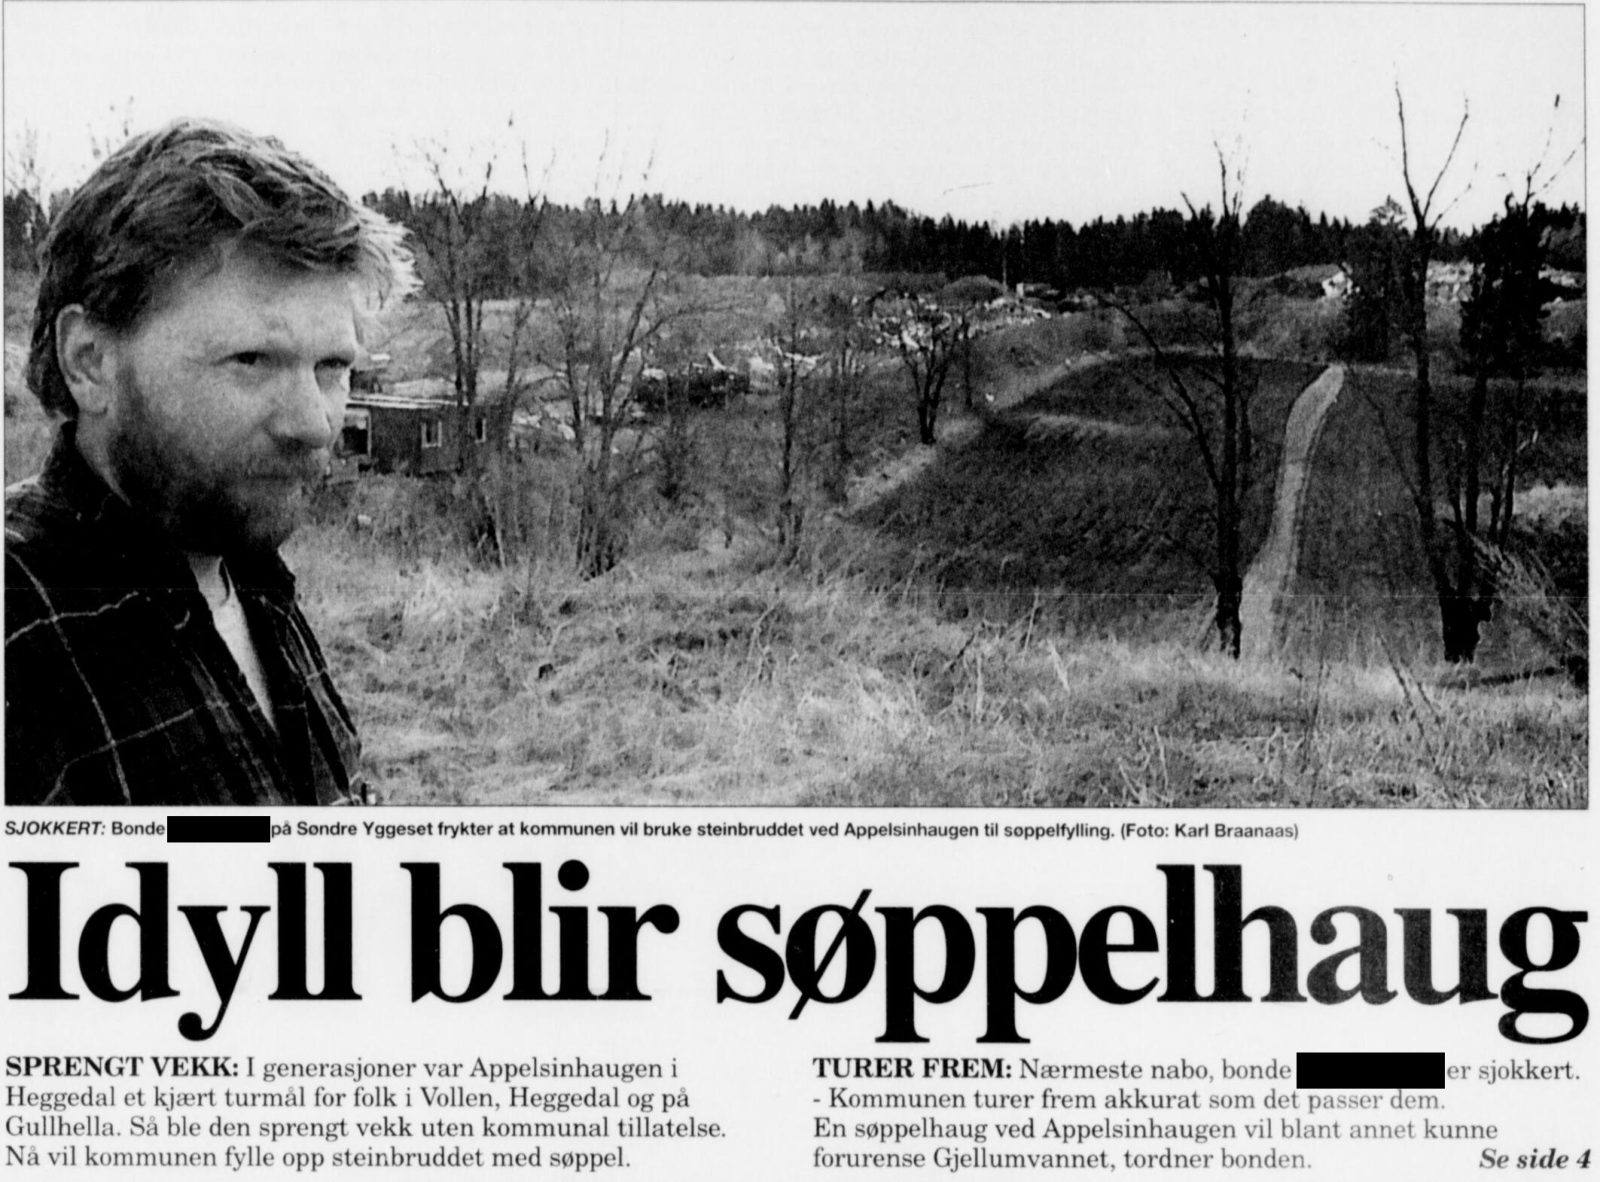 SJOKKERT: Bonde på Søndre Yggeset frykter at kommunen vil bruke steinbruddet ved Appelsinhaugen til søppelfylling. (Foto: Karl Braanaas)
Idyll blir søppelhaug
SPRENGT VEKK: I generasjoner var Appelsinhaugen i
Heggedal et kjært turmål for folk i Vollen, Heggedal og på
Gullhella. Så ble den sprengt vekk uten kommunal tillatelse.
Nå vil kommunen fylle opp steinbruddet med søppel.
TURER FREM: Nærmeste nabo, bonde er sjokkert.
- Kommunen turer frem akkurat som det passer dem.
En søppelhaug ved Appelsinhaugen vil blant annet kunne
forurense Gjellumvannet, tordner bonden. Se side 4